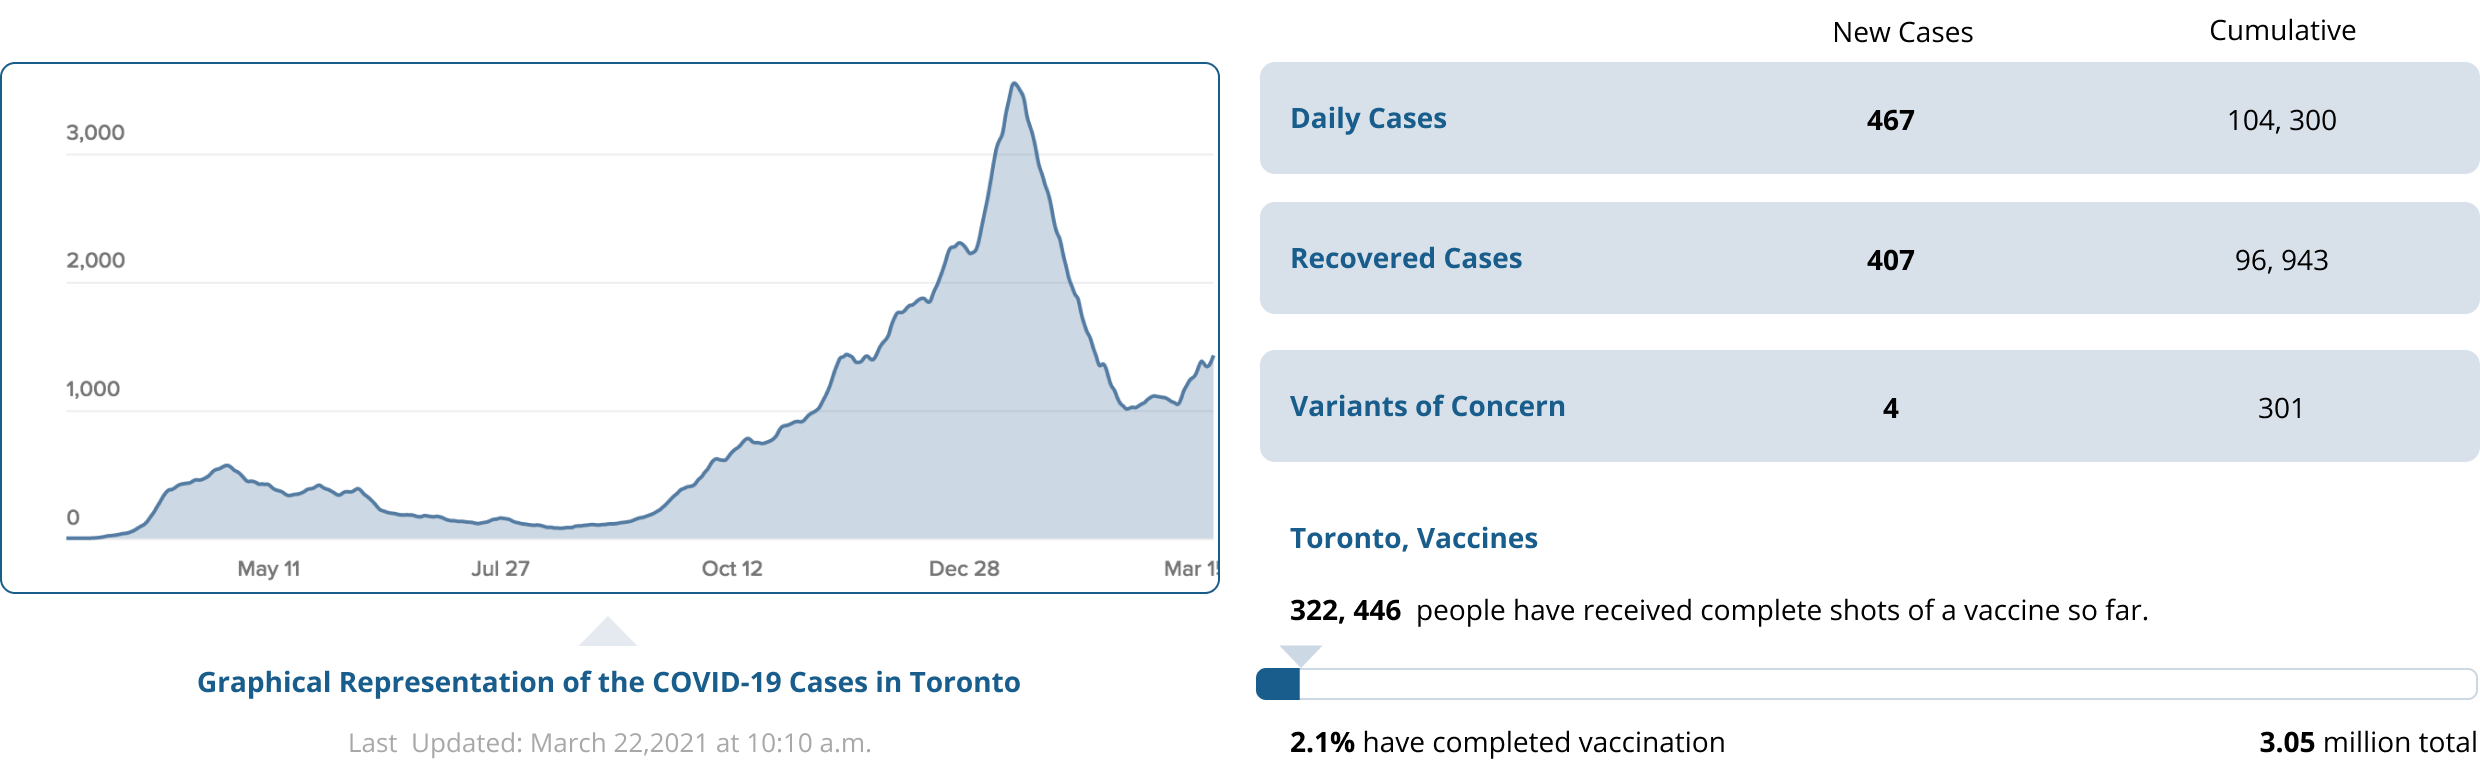 3,000
2,000
1,000
0
May 11 Jul 27 Oct 12 Dec 28 Mar 15
Graphical Representation of the COVID-19 Cases in Toronto
Last Updated: March 22,2021 at 10:10 a.m.
New Cases Cumulative
Daily Cases 467 104, 300
Recovered Cases 407 96, 943
Variants of Concern 4 301
Toronto, Vaccines
322, 446 people have received complete shots of a vaccine so far.
2.1% have completed vaccination 3.05 million total